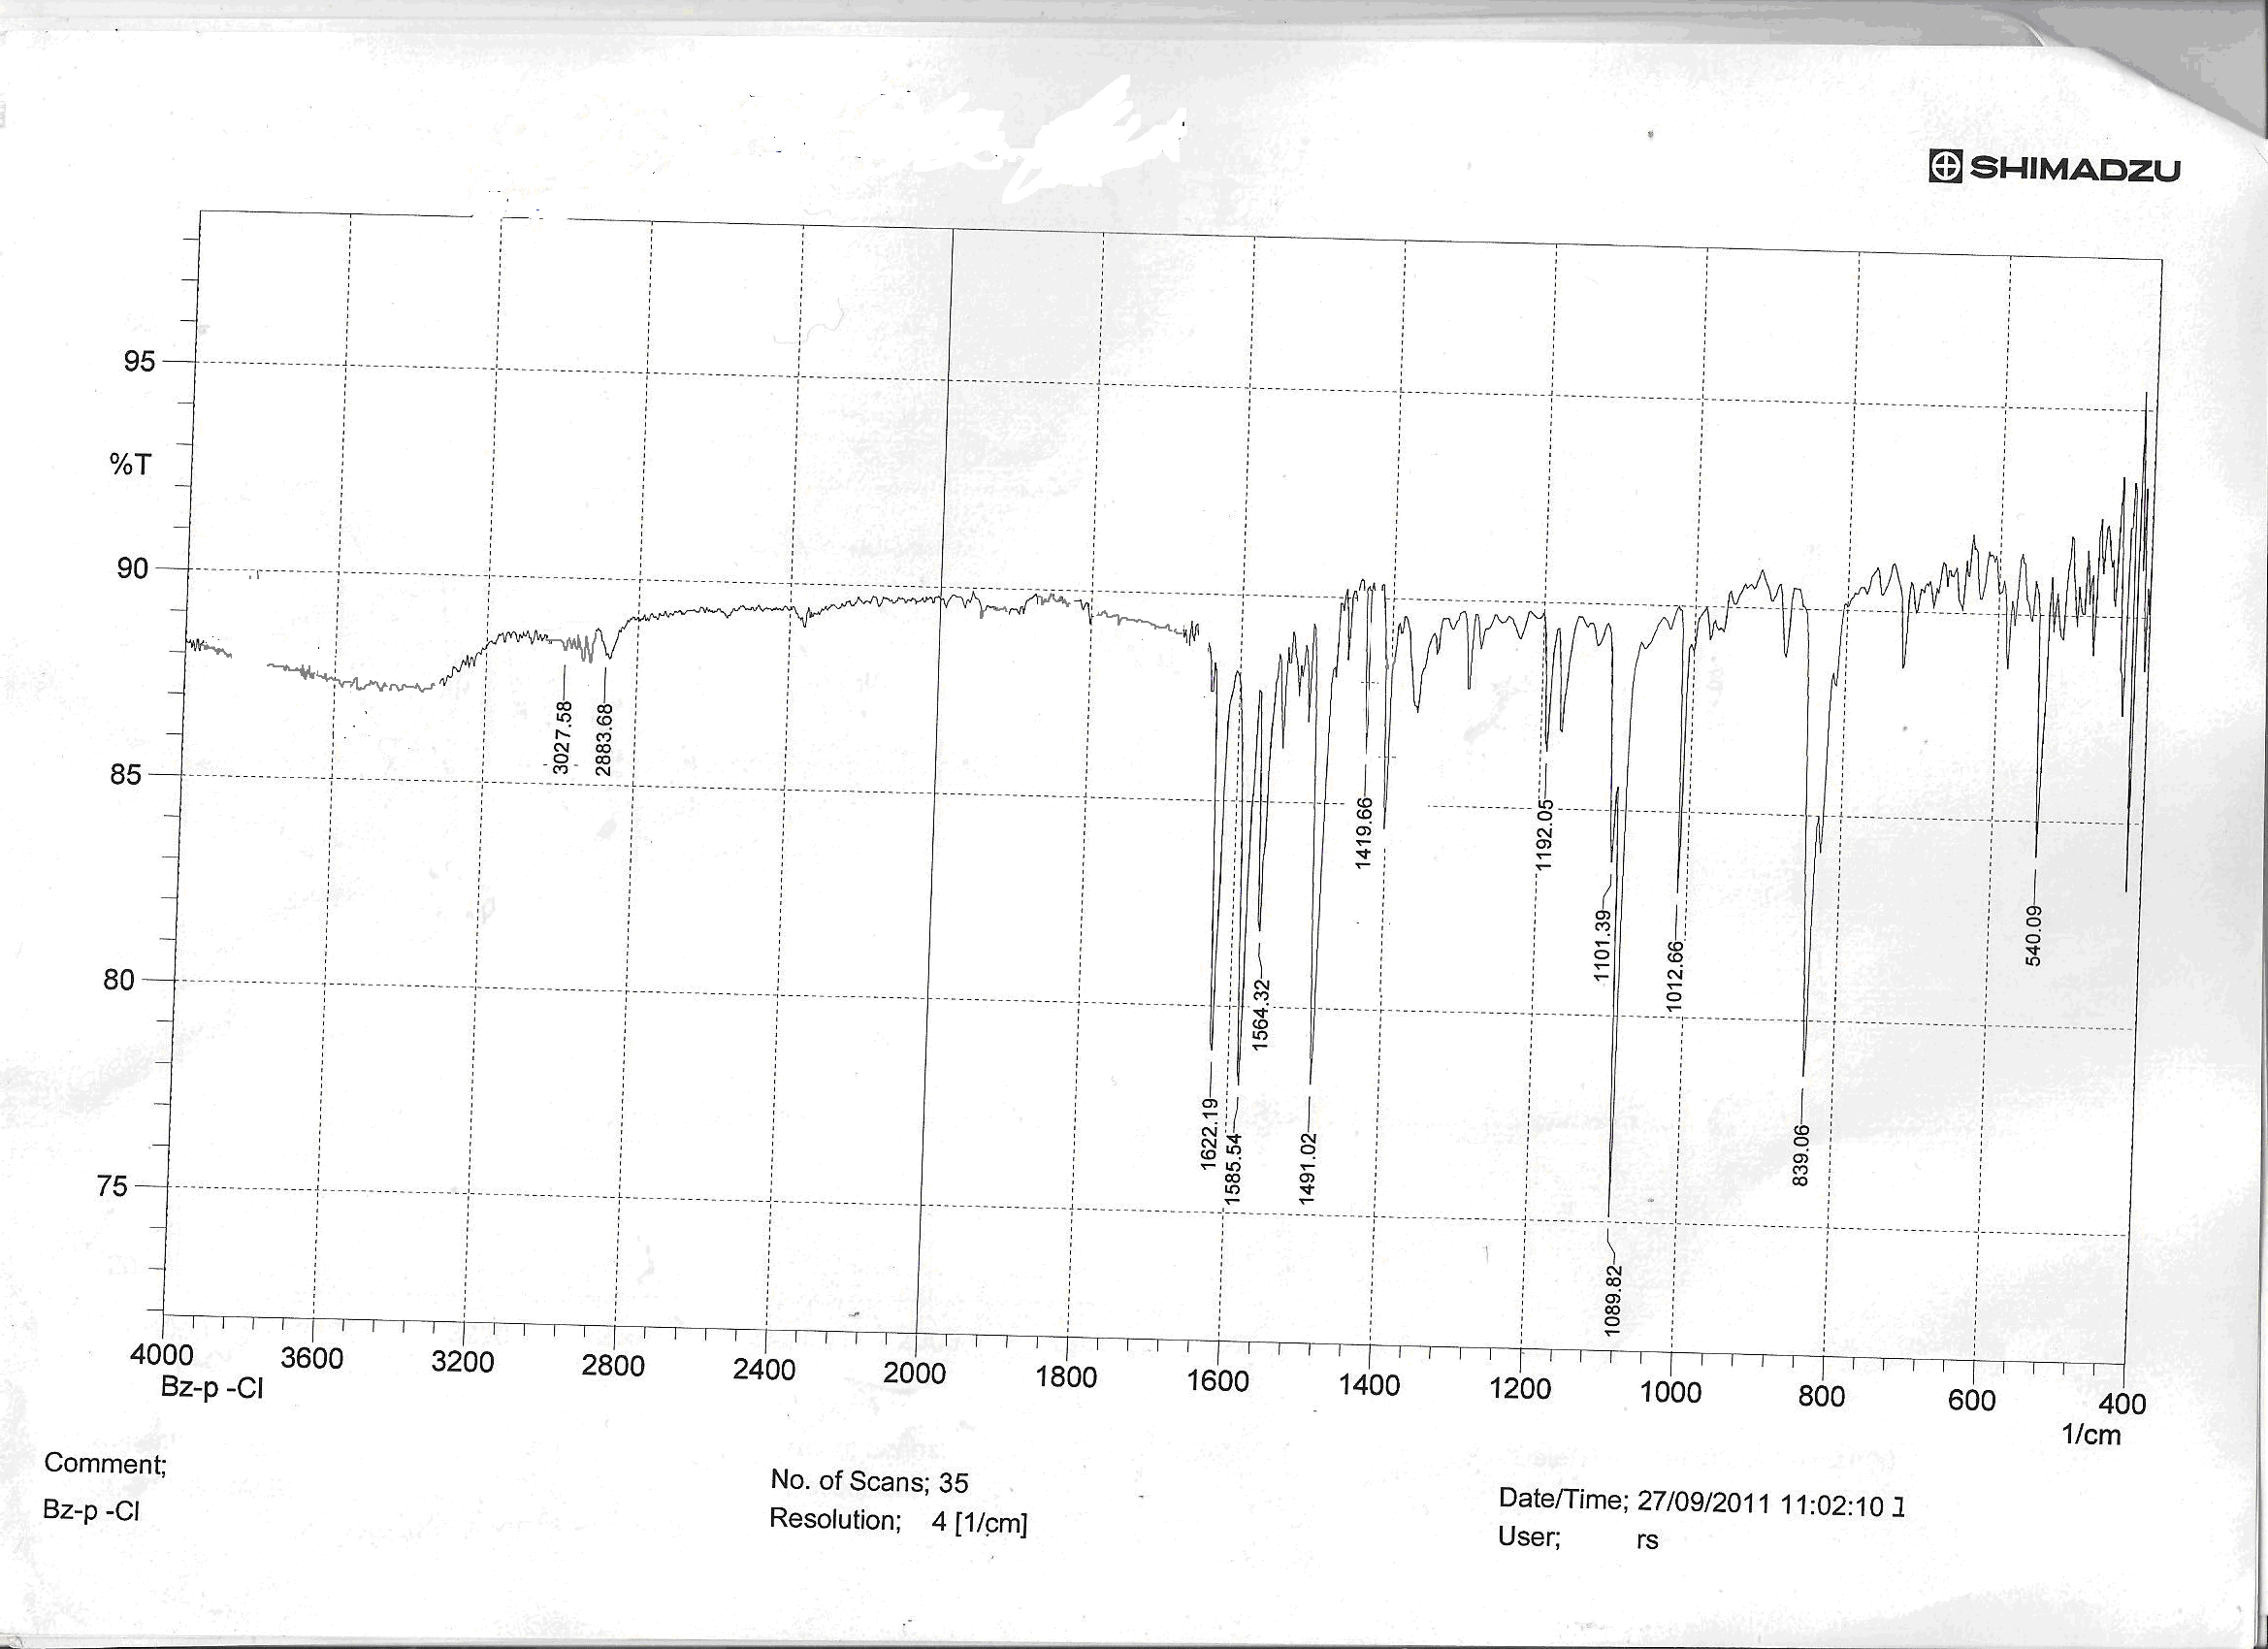 SHIMADZU
95
%T
90
85
80
75
3027.58
2883.68
1622.19
1585.54
1564.32
1491.02
1419.66
1192.05
1101.39
1089.82
1012.66
839.06
540.09
4000 3600 3200 2800 2400 2000 1800 1600 1400 1200 1000 800 600 400
Bz-p -Cl
1/cm
Comment;
Bz-p -Cl
No. of Scans; 35
Resolution; 4 [1/cm]
Date/Time; 27/09/2011 11:02:10
User; rs